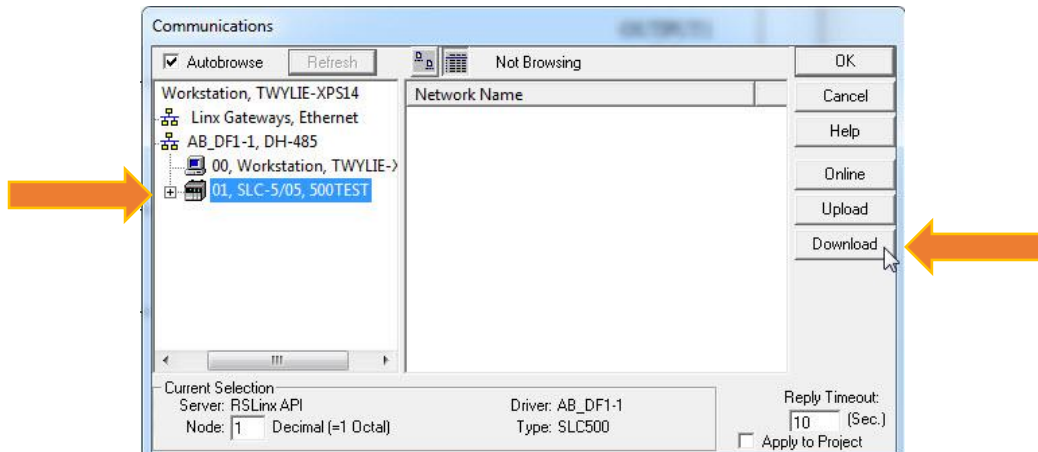 Communications
Autobrowse Refresh Not Browsing OK
Workstation, TWYLIE-XPS14 Network Name Cancel
Linx Gateways, Ethernet
AB_DF1-1, DH-485 Help
00, Workstation, TWYLIE-
01, SLC-5/05, 500TEST Online
Upload
Download
Current Selection
Server: RSLinx API Driver: AB_DF1-1 Reply Timeout:
Node: 1 Decimal (=1 Octal) Type: SLC500 10 (Sec.)
Apply to Project